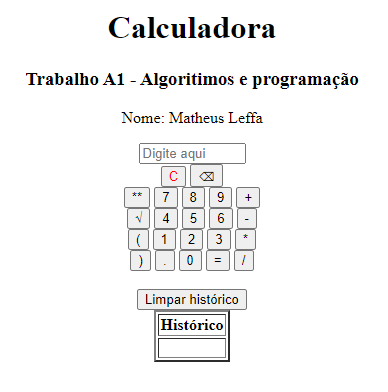 Calculadora
Trabalho A1 - Algoritimos e programação
Nome: Matheus Leffa
Digite aqui
C ⌫
** 7 8 9 +
√ 4 5 6 -
( 1 2 3 *
) . 0 = /
Limpar histórico
Histórico